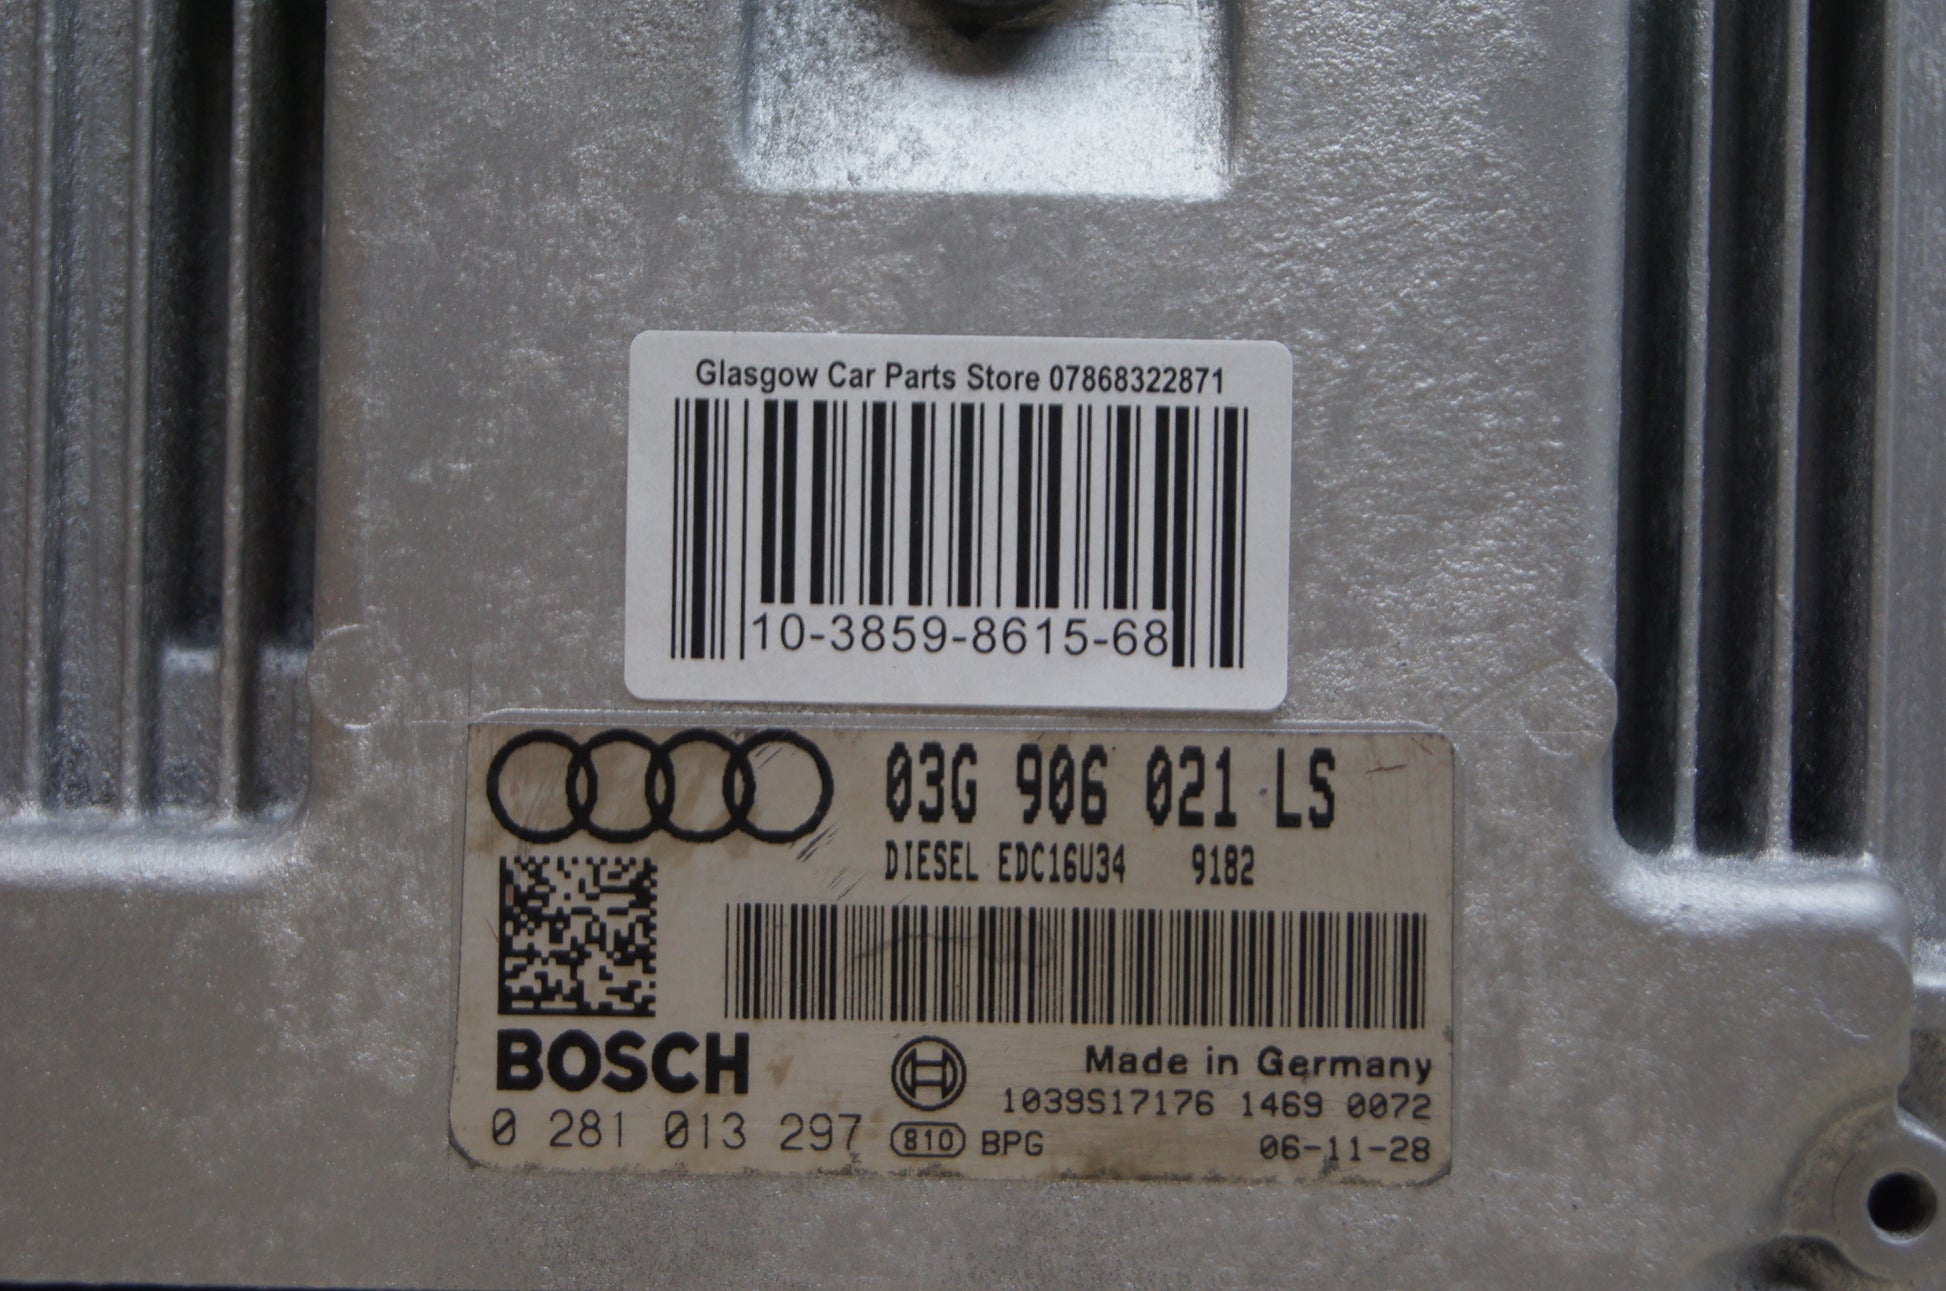 Glasgow Car Parts Store 07868322871
10-3859-8615-68
03G 906 021 LS
DIESEL EDC16U34 9182
BOSCH
Made in Germany
1039S17176 1469 0072
0 281 013 297
810 BPG
06-11-28